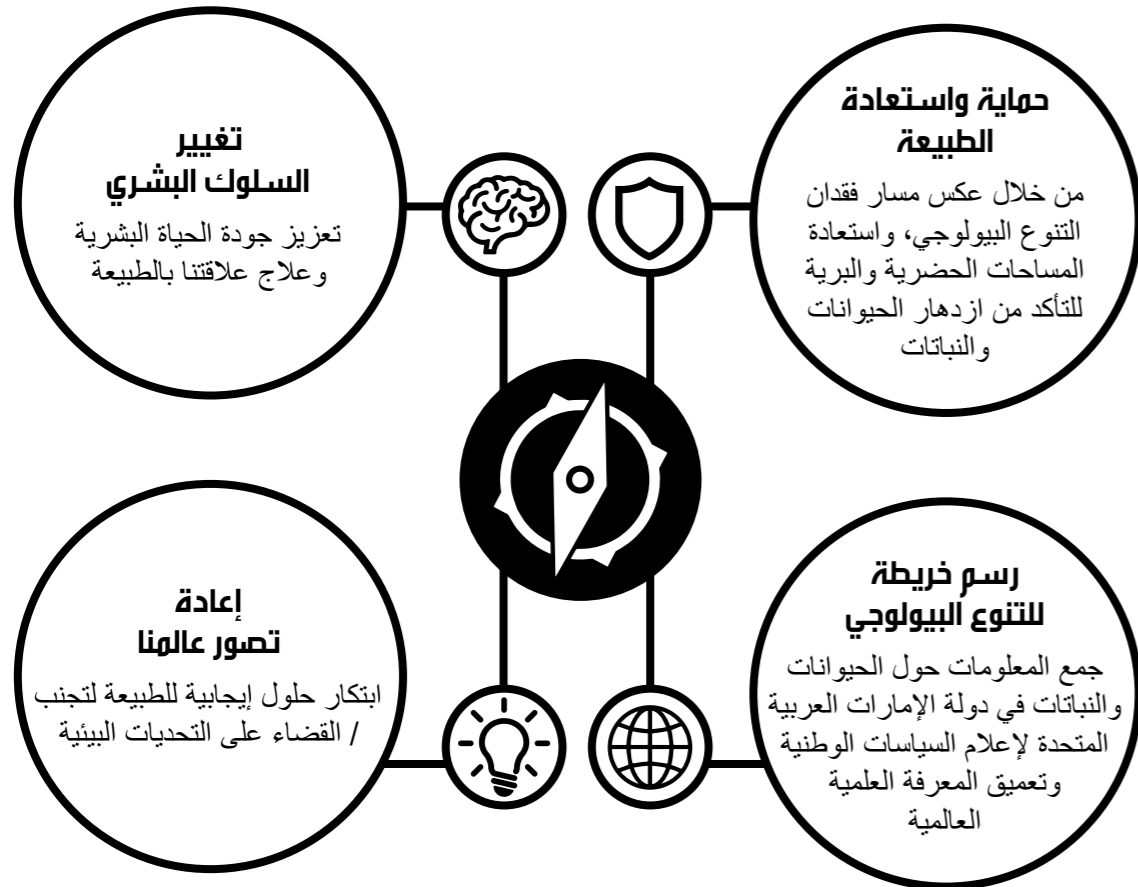 حماية واستعادة
الطبيعة
من خلال عكس مسار فقدان
التنوع البيولوجي، واستعادة
المساحات الحضرية والبرية
للتأكد من ازدهار الحيوانات
والنباتات
تغيير
السلوك البشري
تعزيز جودة الحياة البشرية
وعلاج علاقتنا بالطبيعة
رسم خريطة
للتنوع البيولوجي
جمع المعلومات حول الحيوانات
والنباتات في دولة الإمارات العربية
المتحدة لإعلام السياسات الوطنية
وتعميق المعرفة العلمية
العالمية
إعادة
تصور عالمنا
ابتكار حلول إيجابية للطبيعة لتجنب
/ القضاء على التحديات البيئية